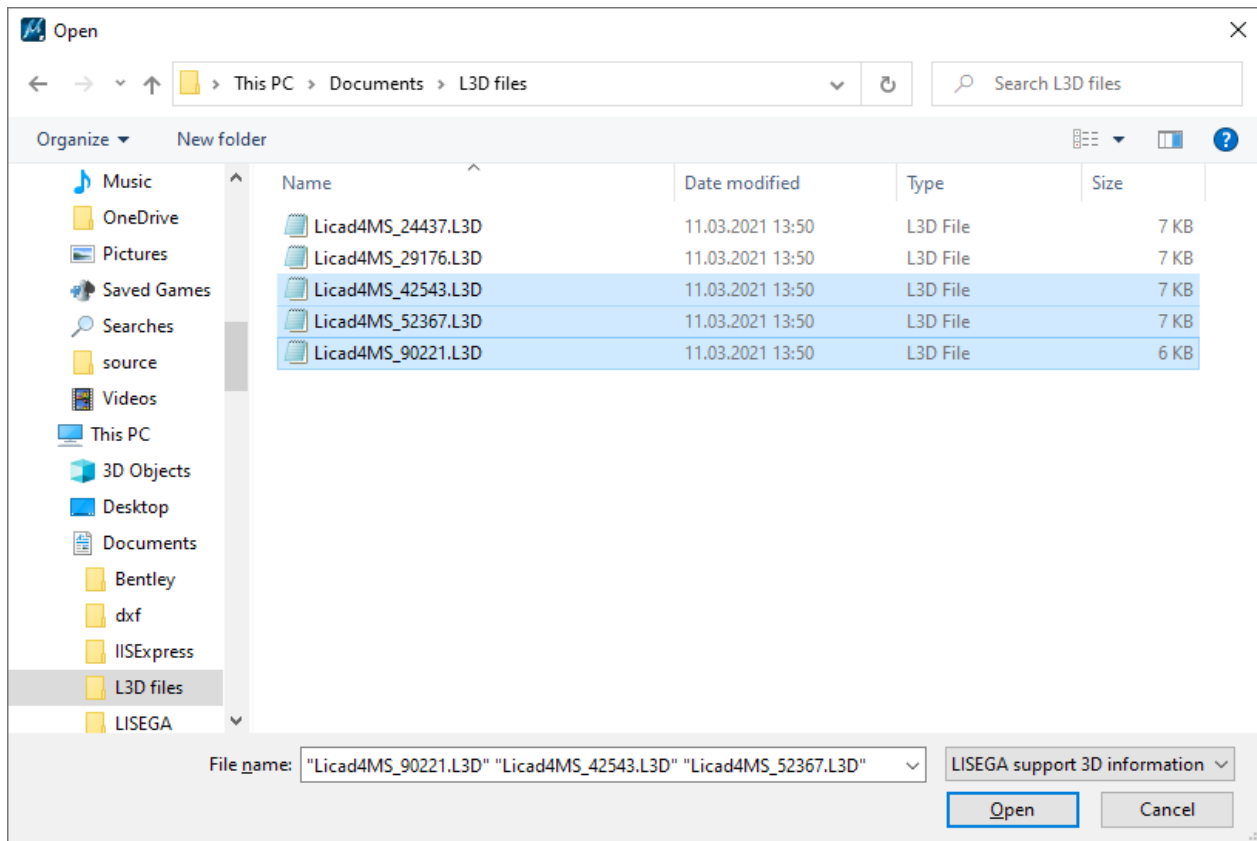 Open
This PC > Documents > L3D files
Search L3D files
Organize
New folder
Music
OneDrive
Pictures
Saved Games
Searches
source
Videos
This PC
3D Objects
Desktop
Documents
Bentley
dxf
IISExpress
L3D files
LISEGA
Name Date modified Type Size
Licad4MS_24437.L3D 11.03.2021 13:50 L3D File 7 KB
Licad4MS_29176.L3D 11.03.2021 13:50 L3D File 7 KB
Licad4MS_42543.L3D 11.03.2021 13:50 L3D File 7 KB
Licad4MS_52367.L3D 11.03.2021 13:50 L3D File 7 KB
Licad4MS_90221.L3D 11.03.2021 13:50 L3D File 6 KB
File name: "Licad4MS_90221.L3D" "Licad4MS_42543.L3D" "Licad4MS_52367.L3D"
LISEGA support 3D information
Open
Cancel